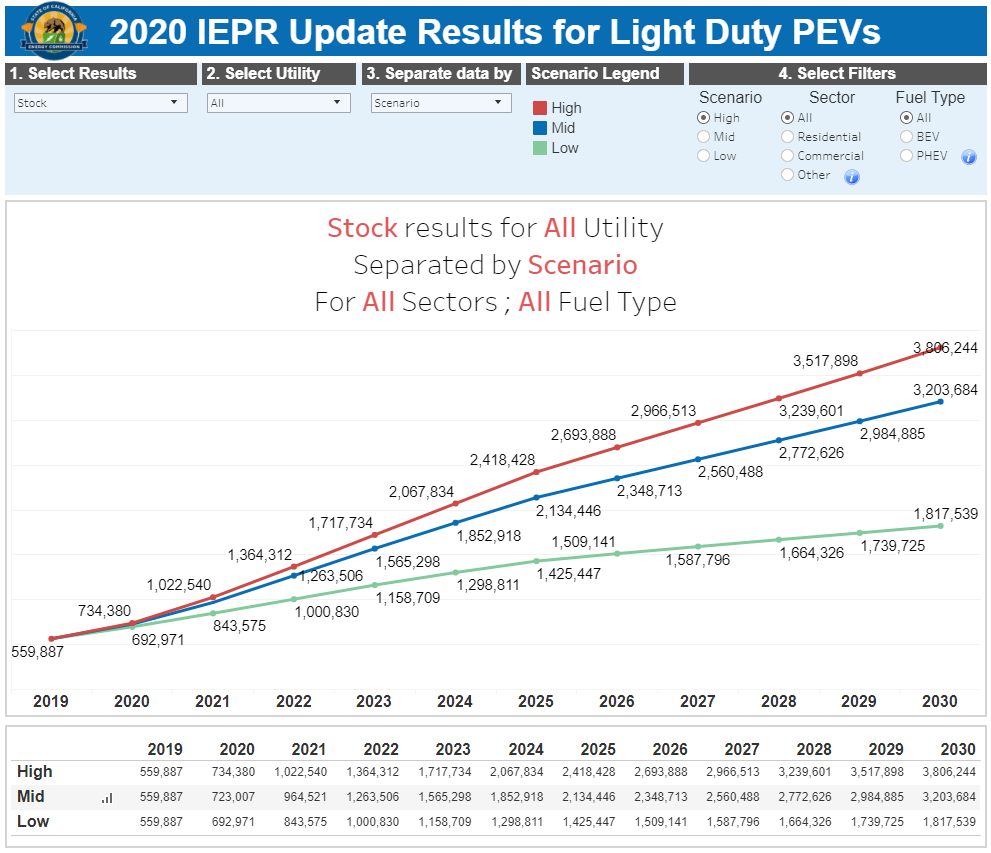 STATE OF CALIFORNIA
ENERGY COMMISSION
2020 IEPR Update Results for Light Duty PEVs
1. Select Results
2. Select Utility
3. Separate data by
Scenario Legend
4. Select Filters
Stock
All
Scenario
High
Mid
Low
Scenario
High
Mid
Low
Sector
All
Residential
Commercial
Other
Fuel Type
All
BEV
PHEV
Stock results for All Utility
Separated by Scenario
For All Sectors ; All Fuel Type
3,806,244
3,517,898
3,203,684
2,966,513
3,239,601
2,693,888
2,984,885
2,418,428
2,772,626
2,560,488
2,067,834
2,348,713
2,134,446
1,817,539
1,717,734
1,852,918
1,509,141
1,739,725
1,364,312
1,565,298
1,664,326
1,587,796
1,263,506
1,425,447
1,022,540
1,298,811
1,158,709
734,380
1,000,830
843,575
692,971
559,887
2019 2020 2021 2022 2023 2024 2025 2026 2027 2028 2029 2030
2019 2020 2021 2022 2023 2024 2025 2026 2027 2028 2029 2030
High 559,887 734,380 1,022,540 1,364,312 1,717,734 2,067,834 2,418,428 2,693,888 2,966,513 3,239,601 3,517,898 3,806,244
Mid 559,887 723,007 964,521 1,263,506 1,565,298 1,852,918 2,134,446 2,348,713 2,560,488 2,772,626 2,984,885 3,203,684
Low 559,887 692,971 843,575 1,000,830 1,158,709 1,298,811 1,425,447 1,509,141 1,587,796 1,664,326 1,739,725 1,817,539